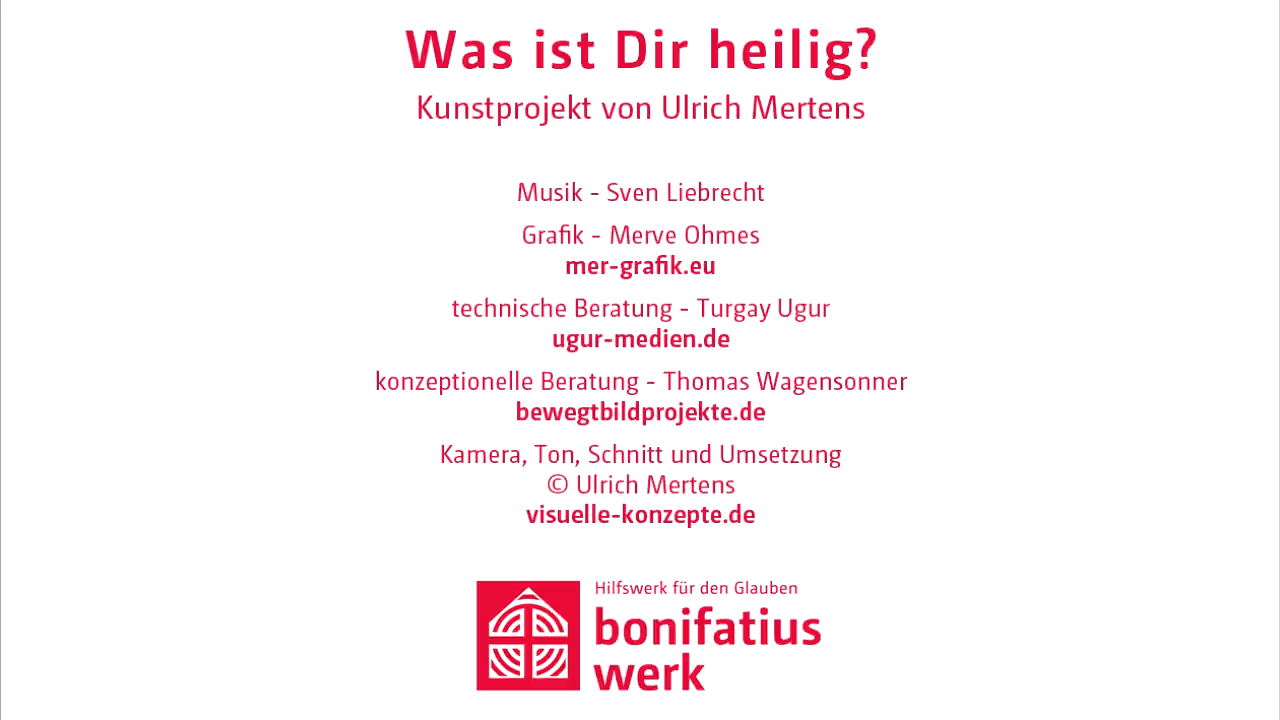 Was ist Dir heilig?
Kunstprojekt von Ulrich Mertens
Musik - Sven Liebrecht
Grafik - Merve Ohmes
mer-grafik.eu
technische Beratung - Turgay Ugur
ugur-medien.de
konzeptionelle Beratung - Thomas Wagensonner
bewegtbildprojekte.de
Kamera, Ton, Schnitt und Umsetzung
© Ulrich Mertens
visuelle-konzepte.de
Hilfswerk für den Glauben
bonifatius
werk